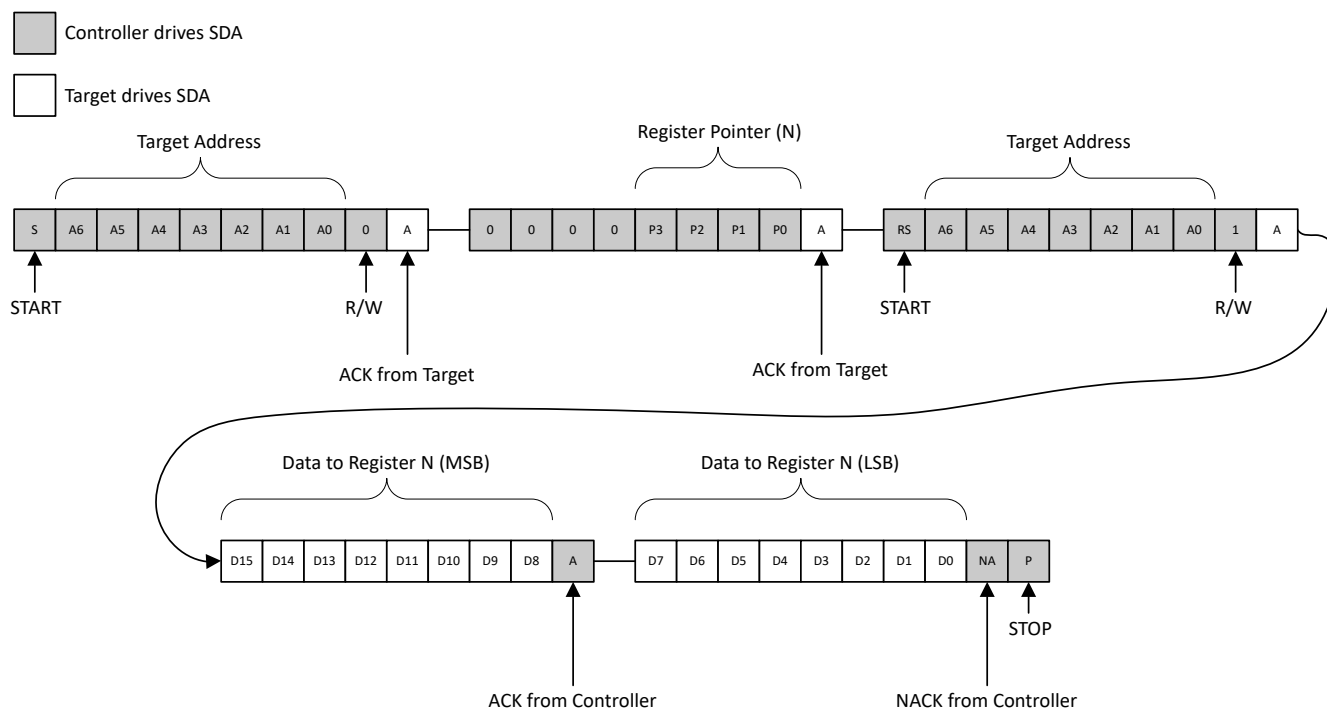 Controller drives SDA
Target drives SDA
Target Address
Register Pointer (N)
Target Address
S A6 A5 A4 A3 A2 A1 A0 0 A 0 0 0 0 P3 P2 P1 P0 A RS A6 A5 A4 A3 A2 A1 A0 1 A
START R/W START R/W
ACK from Target ACK from Target
Data to Register N (MSB) Data to Register N (LSB)
D15 D14 D13 D12 D11 D10 D9 D8 A D7 D6 D5 D4 D3 D2 D1 D0 NA P
STOP
ACK from Controller NACK from Controller